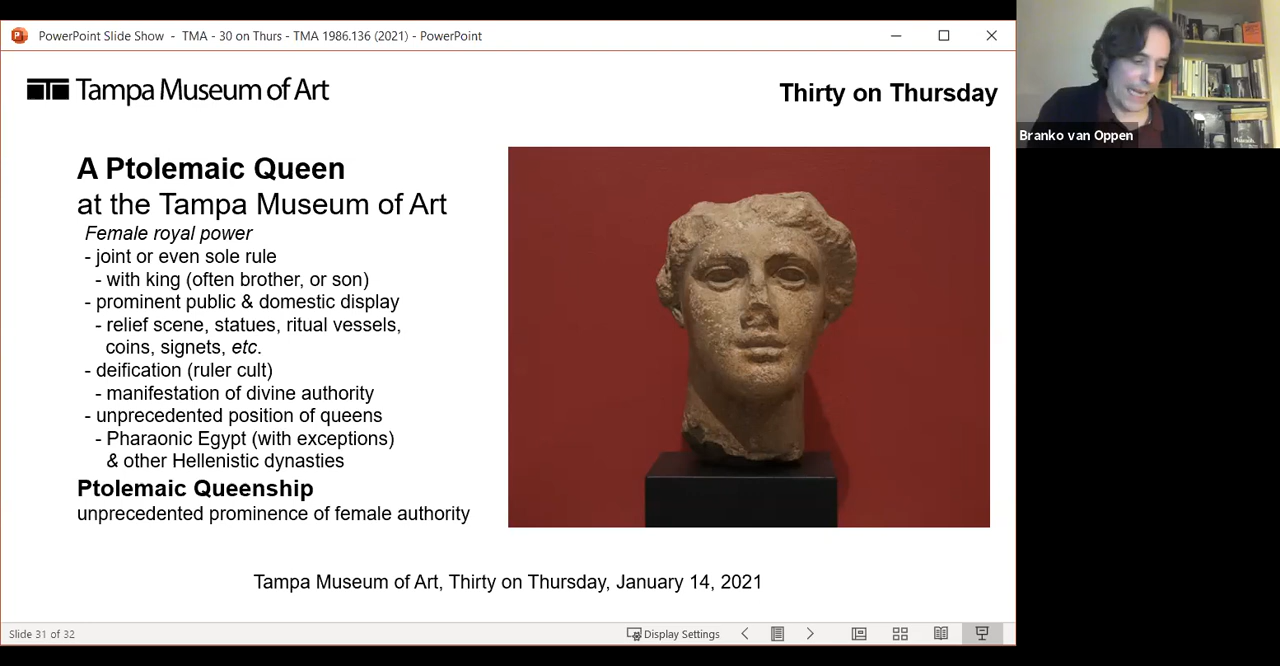 PowerPoint Slide Show - TMA - 30 on Thurs - TMA 1986.136 (2021) - PowerPoint
Tampa Museum of Art
Thirty on Thursday
Branko van Oppen
A Ptolemaic Queen
at the Tampa Museum of Art
Female royal power
- joint or even sole rule
- with king (often brother, or son)
- prominent public & domestic display
- relief scene, statues, ritual vessels,
coins, signets, etc.
- deification (ruler cult)
- manifestation of divine authority
- unprecedented position of queens
- Pharaonic Egypt (with exceptions)
& other Hellenistic dynasties
Ptolemaic Queenship
unprecedented prominence of female authority
Tampa Museum of Art, Thirty on Thursday, January 14, 2021
Slide 31 of 32
Display Settings